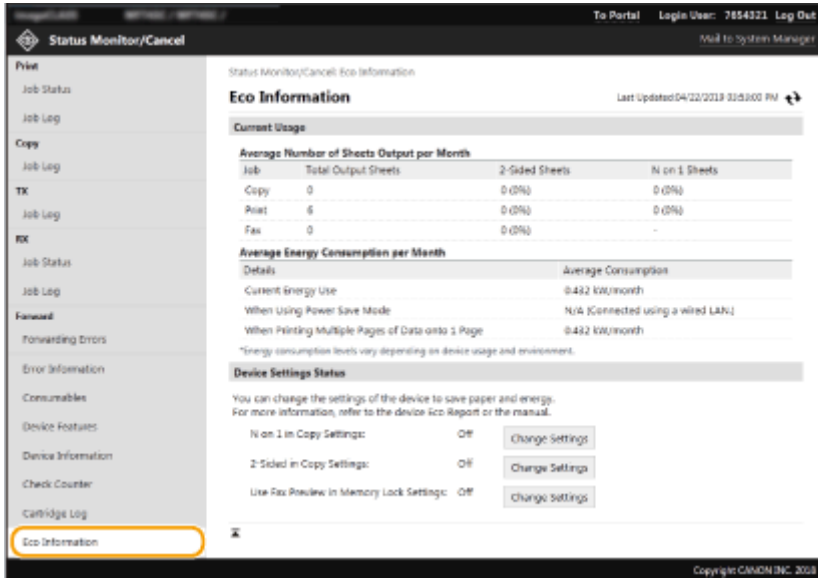 To Portal Login User: 7654321 Log Out
Status Monitor/Cancel Mail to System Manager
Print
Job Status
Job Log
Copy
Job Log
TX
Job Log
RX
Job Status
Job Log
Forward
Forwarding Errors
Error Information
Consumables
Device Features
Device Information
Check Counter
Cartridge Log
Eco Information
Status Monitor/Cancel: Eco Information
Eco Information Last Updated:04/22/2019 03:53:00 PM
Current Usage
Average Number of Sheets Output per Month
Job Total Output Sheets 2-Sided Sheets N on 1 Sheets
Copy 0 0 (0%) 0 (0%)
Print 6 0 (0%) 0 (0%)
Fax 0 0 (0%) -
Average Energy Consumption per Month
Details Average Consumption
Current Energy Use 0.432 kW/month
When Using Power Save Mode N/A (Connected using a wired LAN.)
When Printing Multiple Pages of Data onto 1 Page 0.432 kW/month
*Energy consumption levels vary depending on device usage and environment.
Device Settings Status
You can change the settings of the device to save paper and energy.
For more information, refer to the device Eco Report or the manual.
N on 1 in Copy Settings: Off Change Settings
2-Sided in Copy Settings: Off Change Settings
Use Fax Preview in Memory Lock Settings: Off Change Settings
Copyright CANON INC. 2018